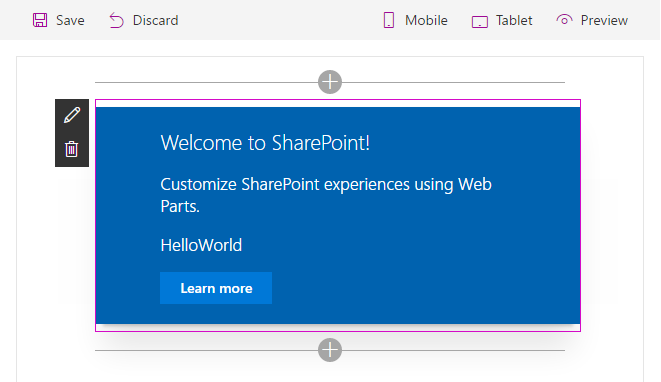 Save Discard Mobile Tablet Preview
Welcome to SharePoint!
Customize SharePoint experiences using Web
Parts.
HelloWorld
Learn more